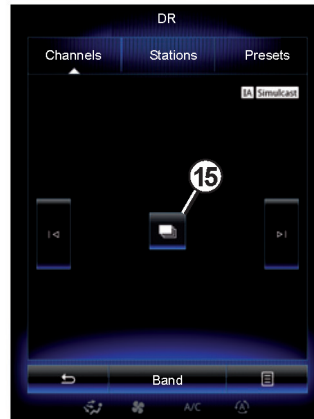 DR
Channels Stations Presets
IA Simulcast
15
Band
A/C (A)